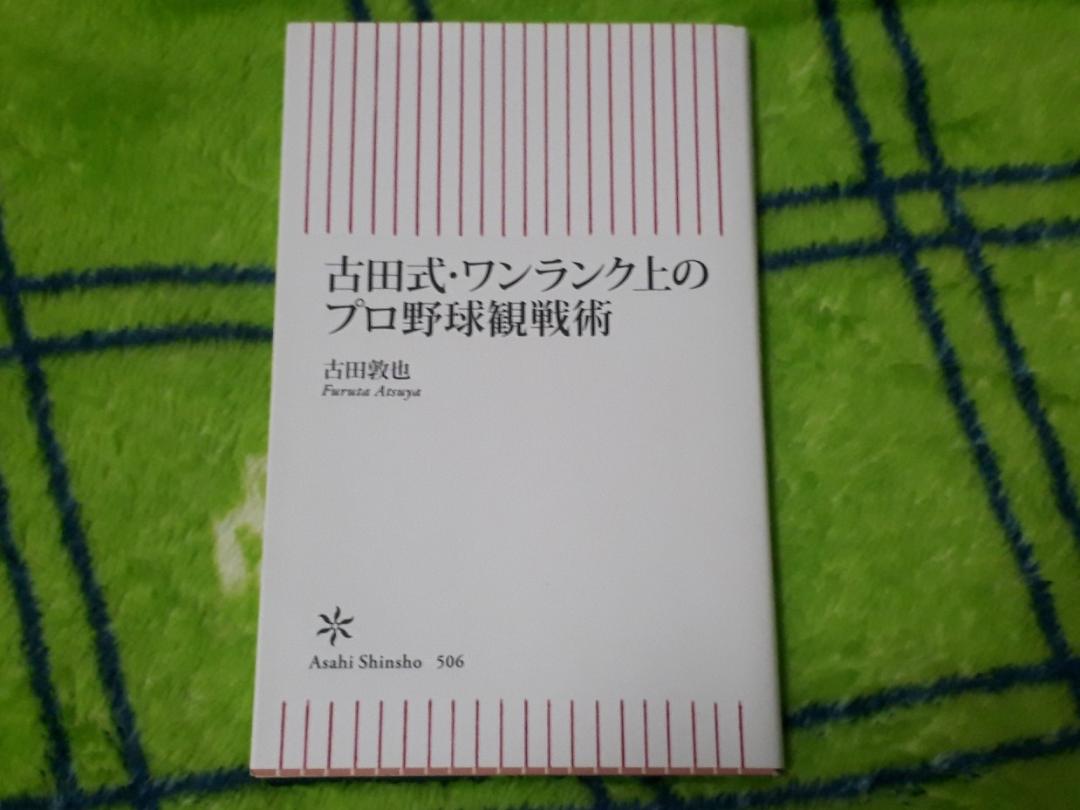 古田式・ワンランク上の
プロ野球観戦術
古田敦也
Furuta Atsuya
Asahi Shinsho 506